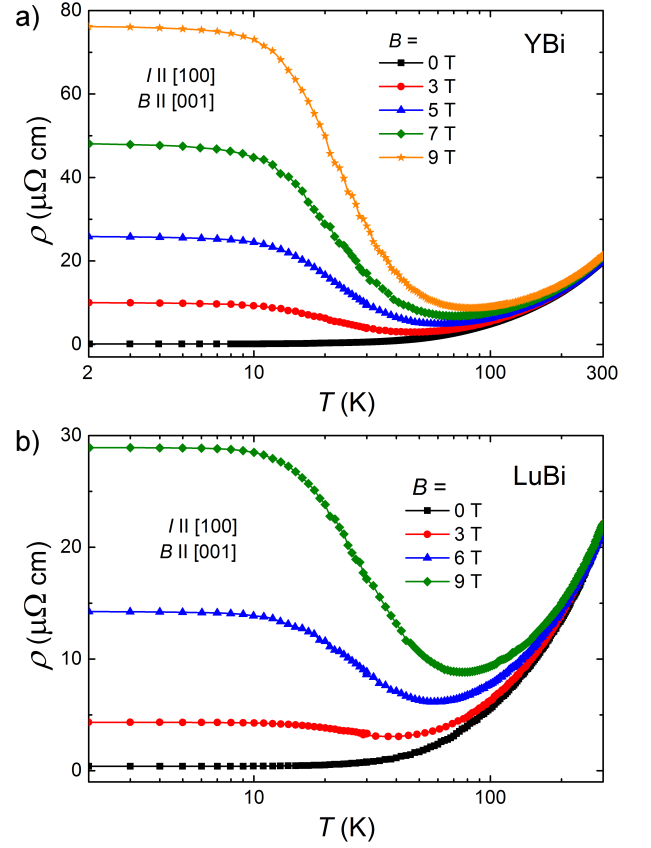 a)
80
60
40
20
0
ρ (μΩ cm)
I II [100]
B II [001]
B =
0 T
3 T
5 T
7 T
9 T
YBi
2
10
100
300
T (K)
b)
30
20
10
0
ρ (μΩ cm)
I II [100]
B II [001]
B =
0 T
3 T
6 T
9 T
LuBi
10
100
T (K)